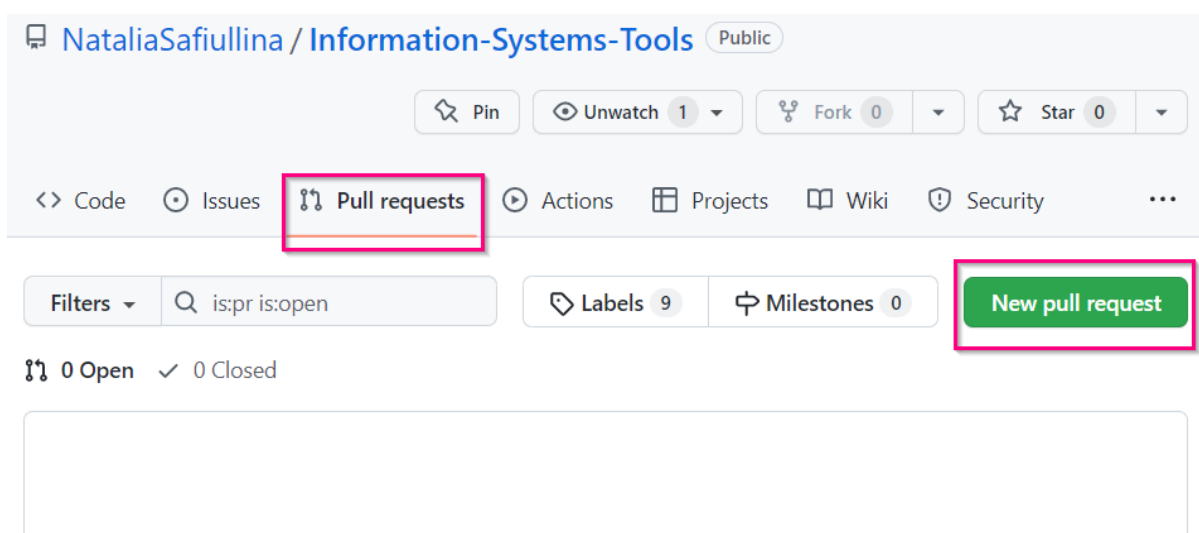 NataliaSafiullina / Information-Systems-Tools Public
Pin Unwatch 1 Fork 0 Star 0
<> Code Issues Pull requests Actions Projects Wiki Security ...
Filters is:pr is:open Labels 9 Milestones 0 New pull request
0 Open ✓ 0 Closed